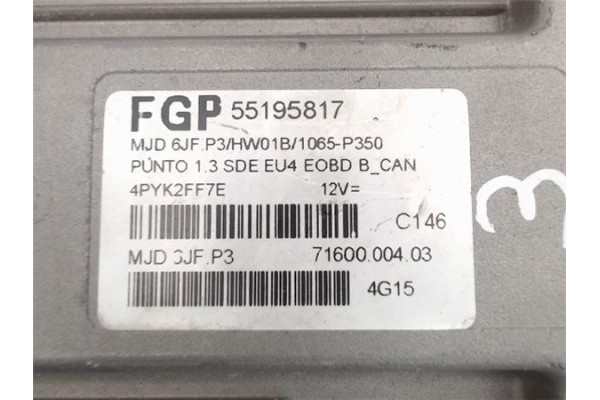 FGP 55195817
MJD 6JF.P3/HW01B/1065-P350
PUNTO 1.3 SDE EU4 EOBD B_CAN
4PYK2FF7E 12V=
C146
MJD 6JF.P3 71600.004.03
4G15
3